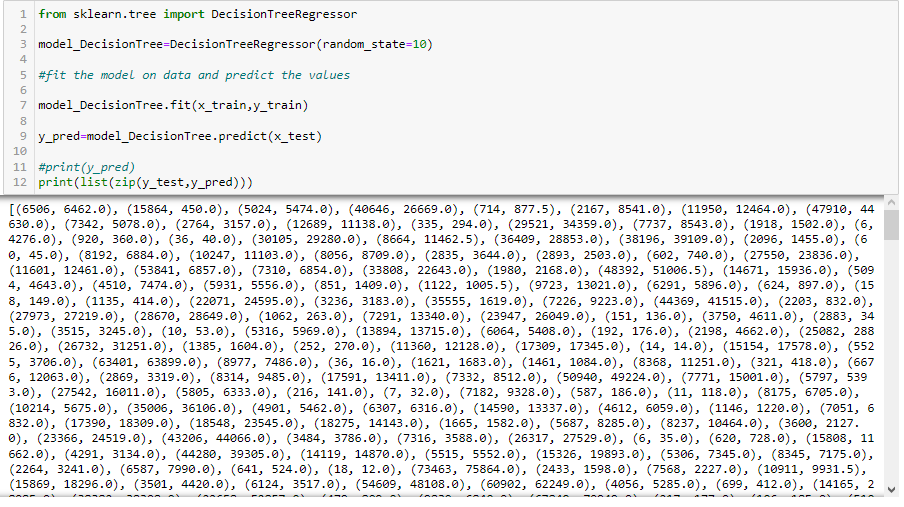 1 from sklearn.tree import DecisionTreeRegressor
2
3 model_DecisionTree=DecisionTreeRegressor(random_state=10)
4
5 #fit the model on data and predict the values
6
7 model_DecisionTree.fit(x_train,y_train)
8
9 y_pred=model_DecisionTree.predict(x_test)
10
11 #print(y_pred)
12 print(list(zip(y_test,y_pred)))
[(6506, 6462.0), (15864, 450.0), (5024, 5474.0), (40646, 26669.0), (714, 877.5), (2167, 8541.0), (11950, 12464.0), (47910, 44
630.0), (7342, 5078.0), (2764, 3157.0), (12689, 11138.0), (335, 294.0), (29521, 34359.0), (7737, 8543.0), (1918, 1502.0), (6,
4276.0), (920, 360.0), (36, 40.0), (30105, 29280.0), (8664, 11462.5), (36409, 28853.0), (38196, 39109.0), (2096, 1455.0), (6
0, 45.0), (8192, 6884.0), (10247, 11103.0), (8056, 8709.0), (2835, 3644.0), (2893, 2503.0), (602, 740.0), (27550, 23836.0),
(11601, 12461.0), (53841, 6857.0), (7310, 6854.0), (33808, 22643.0), (1980, 2168.0), (48392, 51006.5), (14671, 15936.0), (509
4, 4643.0), (4510, 7474.0), (5931, 5556.0), (851, 1409.0), (1122, 1005.5), (9723, 13021.0), (6291, 5896.0), (624, 897.0), (15
8, 149.0), (1135, 414.0), (22071, 24595.0), (3236, 3183.0), (35555, 1619.0), (7226, 9223.0), (44369, 41515.0), (2203, 832.0),
(27973, 27219.0), (28670, 28649.0), (1062, 263.0), (7291, 13340.0), (23947, 26049.0), (151, 136.0), (3750, 4611.0), (2883, 34
5.0), (3515, 3245.0), (10, 53.0), (5316, 5969.0), (13894, 13715.0), (6064, 5408.0), (192, 176.0), (2198, 4662.0), (25082, 288
26.0), (26732, 31251.0), (1385, 1604.0), (252, 270.0), (11360, 12128.0), (17309, 17345.0), (14, 14.0), (15154, 17578.0), (552
5, 3706.0), (63401, 63899.0), (8977, 7486.0), (36, 16.0), (1621, 1683.0), (1461, 1084.0), (8368, 11251.0), (321, 418.0), (667
6, 12063.0), (2869, 3319.0), (8314, 9485.0), (17591, 13411.0), (7332, 8512.0), (50940, 49224.0), (7771, 15001.0), (5797, 539
3.0), (27542, 16011.0), (5805, 6333.0), (216, 141.0), (7, 32.0), (7182, 9328.0), (587, 186.0), (11, 118.0), (8175, 6705.0),
(10214, 5675.0), (35006, 36106.0), (4901, 5462.0), (6307, 6316.0), (14590, 13337.0), (4612, 6059.0), (1146, 1220.0), (7051, 6
832.0), (17390, 18309.0), (18548, 23545.0), (18275, 14143.0), (1665, 1582.0), (5687, 8285.0), (8237, 10464.0), (3600, 2127.
0), (23366, 24519.0), (43206, 44066.0), (3484, 3786.0), (7316, 3588.0), (26317, 27529.0), (6, 35.0), (620, 728.0), (15808, 11
662.0), (4291, 3134.0), (44280, 39305.0), (14119, 14870.0), (5515, 5552.0), (15326, 19893.0), (5306, 7345.0), (8345, 7175.0),
(2264, 3241.0), (6587, 7990.0), (641, 524.0), (18, 12.0), (73463, 75864.0), (2433, 1598.0), (7568, 2227.0), (10911, 9931.5),
(15869, 18296.0), (3501, 4420.0), (6124, 3517.0), (54609, 48108.0), (60902, 62249.0), (4056, 5285.0), (699, 412.0), (14165, 2